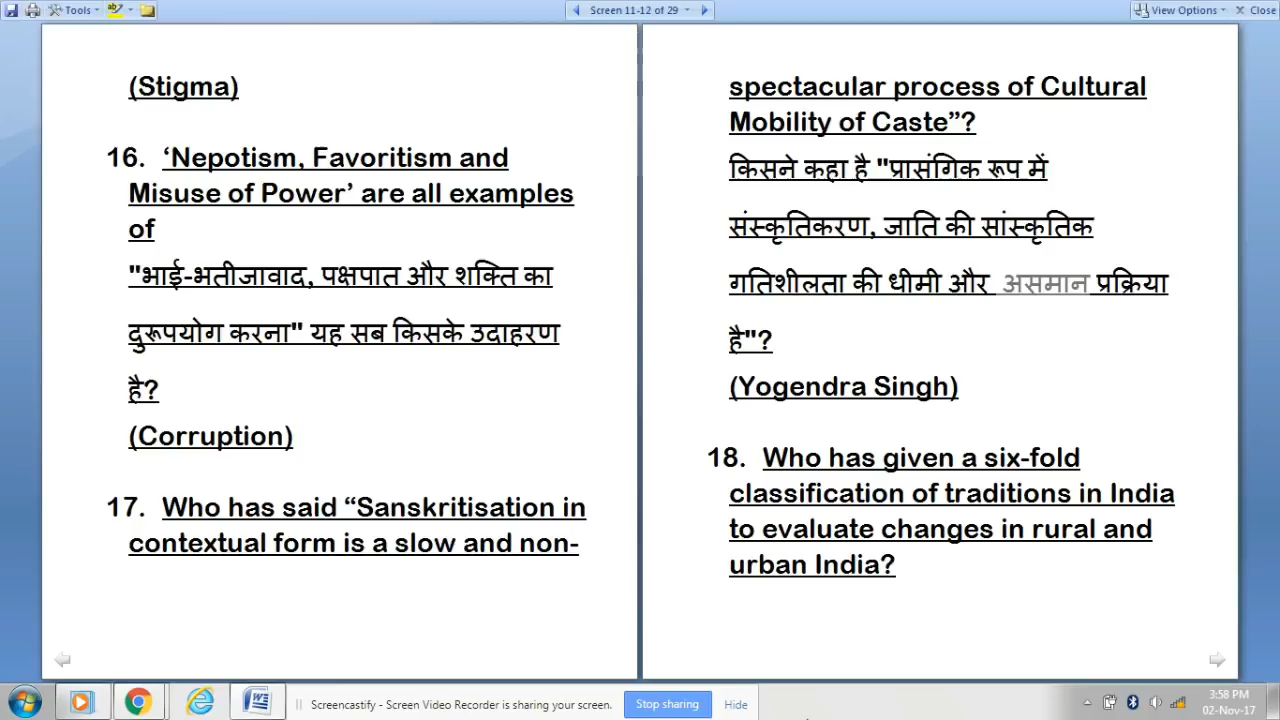 Tools
Screen 11-12 of 29
View Options
Close
(Stigma)
16. ‘Nepotism, Favoritism and
Misuse of Power’ are all examples
of
"भाई-भतीजावाद, पक्षपात और शक्ति का
दुरूपयोग करना" यह सब किसके उदाहरण
है?
(Corruption)
17. Who has said “Sanskritisation in
contextual form is a slow and non-
spectacular process of Cultural
Mobility of Caste”?
किसने कहा है "प्रासंगिक रूप में
संस्कृतिकरण, जाति की सांस्कृतिक
गतिशीलता की धीमी और असमान प्रक्रिया
है"?
(Yogendra Singh)
18. Who has given a six-fold
classification of traditions in India
to evaluate changes in rural and
urban India?
Screencastify - Screen Video Recorder is sharing your screen.
Stop sharing
Hide
3:58 PM
02-Nov-17